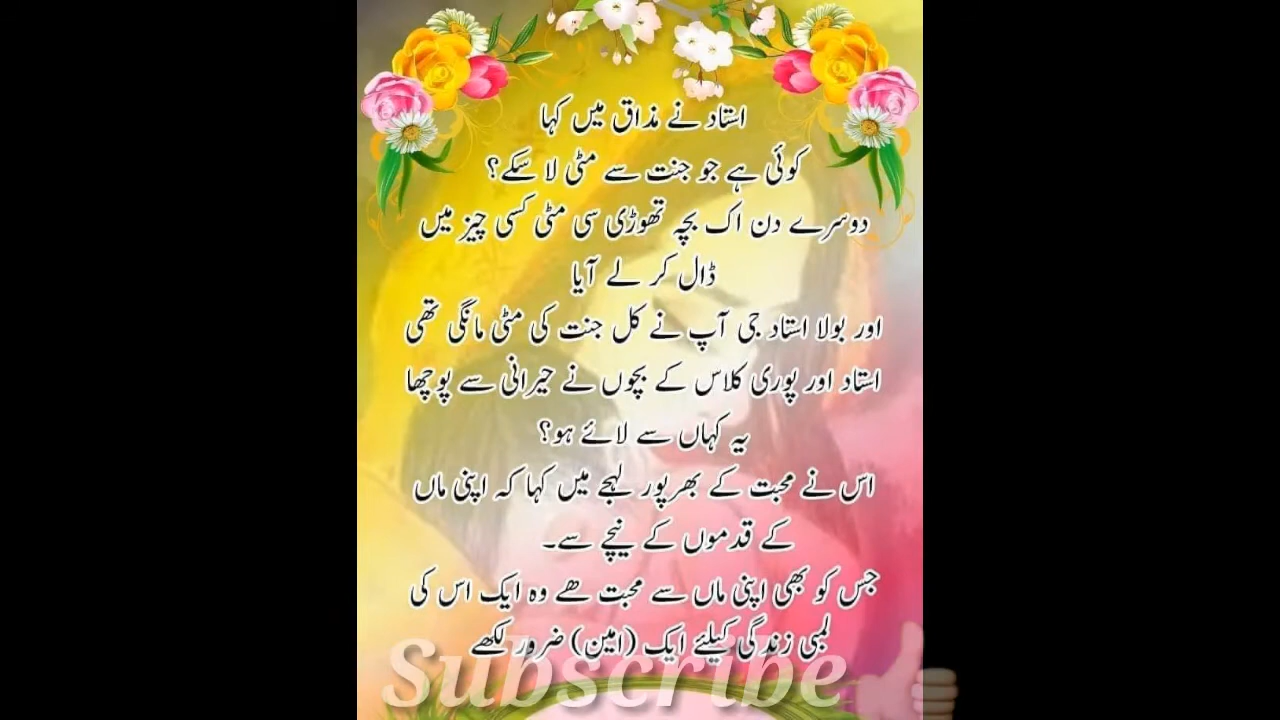 استاد نے مذاق میں کہا
کوئی ہے جو جنت سے مٹی لا سکے؟
دوسرے دن اک بچہ تھوڑی سی مٹی کسی چیز میں
ڈال کر لے آیا
اور بولا استاد جی آپ نے کل جنت کی مٹی مانگی تھی
استاد اور پوری کلاس کے بچوں نے حیرانی سے پوچھا
یہ کہاں سے لائے ہو؟
اس نے محبت کے بھرپور لہجے میں کہا کہ اپنی ماں
کے قدموں کے نیچے سے۔
جس کو بھی اپنی ماں سے محبت ھے وہ ایک اس کی
لمبی زندگی کیلئے ایک (امین) ضرور لکھے
Subscribe